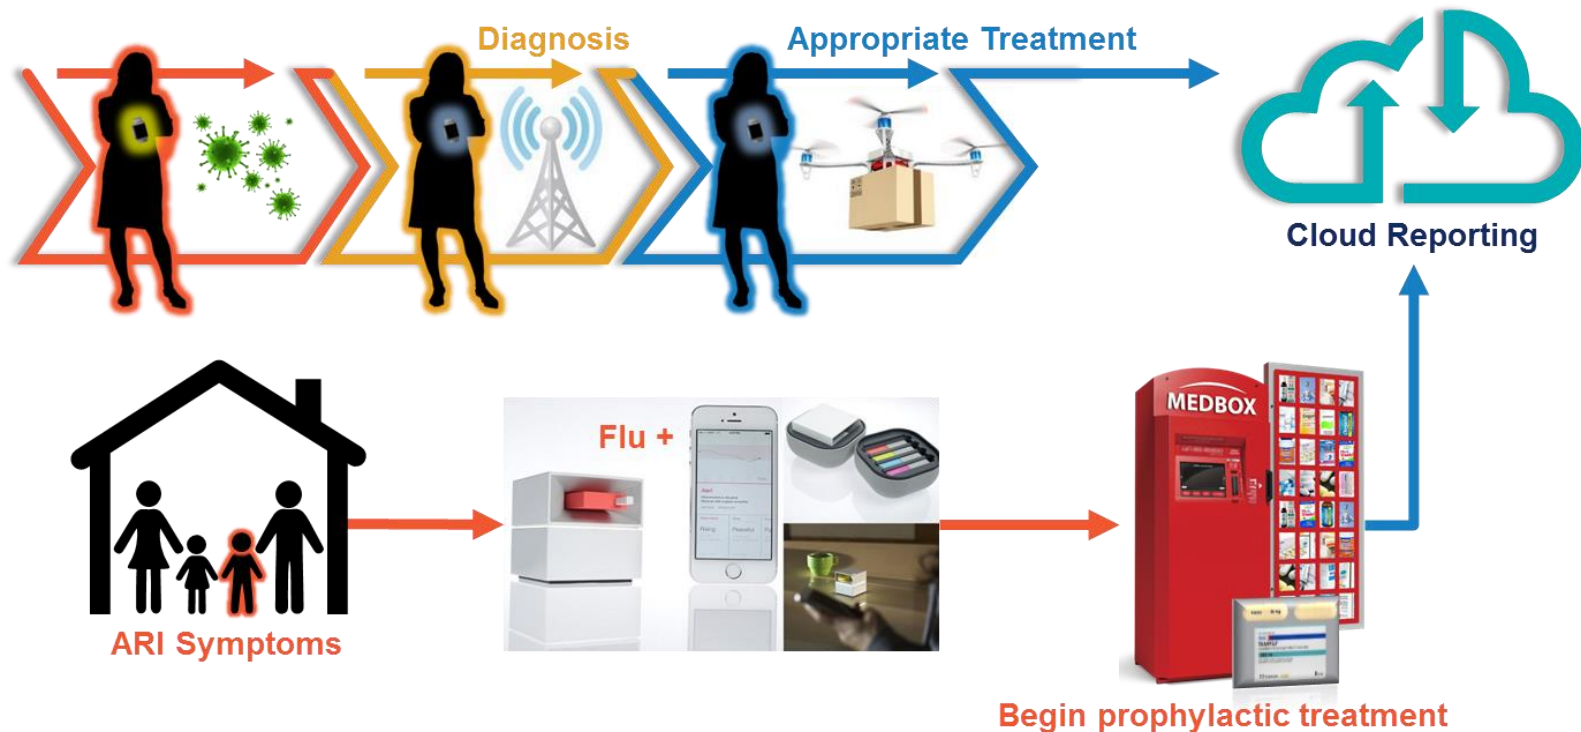 Diagnosis
Appropriate Treatment
Cloud Reporting
Flu +
MEDBOX
ARI Symptoms
Begin prophylactic treatment